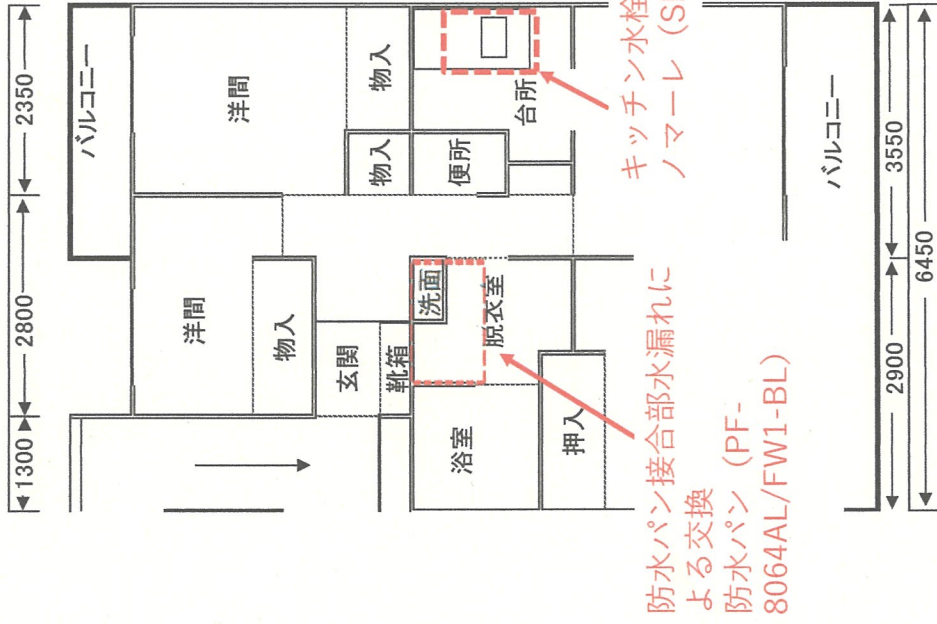 2350
2800
1300
バルコニー
洋間
物入
物入
台所
便所
洋間
物入
玄関
靴箱
洗面
脱衣室
浴室
押入
バルコニー
3550
2900
6450
キッチン水栓
ノマーレ
防水パン接合部水漏れに
よる交換
防水パン (PF-
8064AL/FW1-BL)